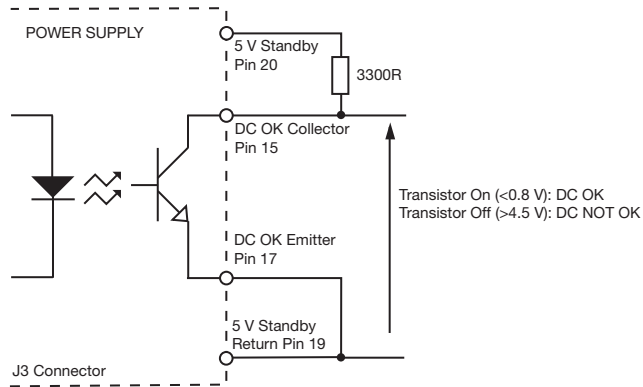 POWER SUPPLY
5 V Standby
Pin 20
3300R
DC OK Collector
Pin 15
Transistor On (<0.8 V): DC OK
Transistor Off (>4.5 V): DC NOT OK
DC OK Emitter
Pin 17
5 V Standby
Return Pin 19
J3 Connector